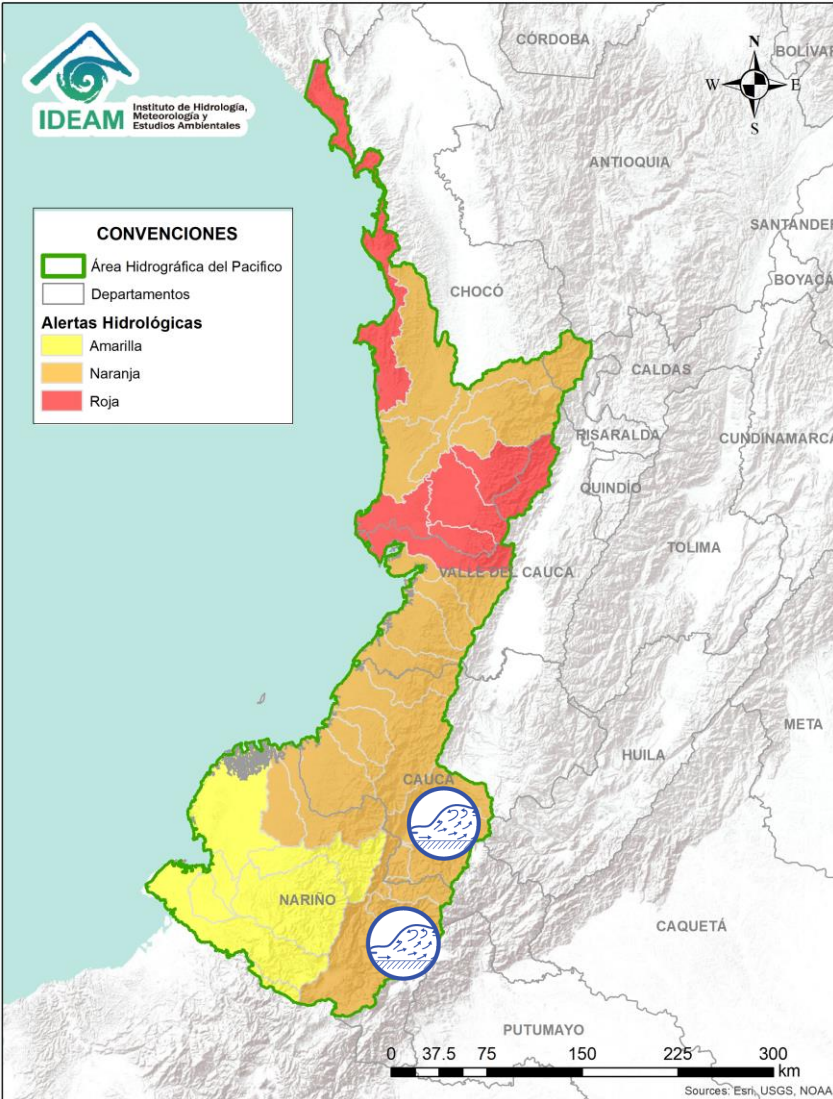 IDEAM
Instituto de Hidrología,
Meteorología y
Estudios Ambientales
CÓRDOBA
BOLÍVAR
N
W
E
S
ANTIOQUIA
SANTANDER
CONVENCIONES
Área Hidrográfica del Pacifico
Departamentos
Alertas Hidrológicas
Amarilla
Naranja
Roja
BOYACÁ
CHOCÓ
CALDAS
RISARALDA
CUNDINAMARCA
QUINDÍO
TOLIMA
VALLE DEL CAUCA
META
HUILA
CAUCA
NARIÑO
CAQUETÁ
PUTUMAYO
0 37.5 75 150 225 300
km
Sources: Esri, USGS, NOAA